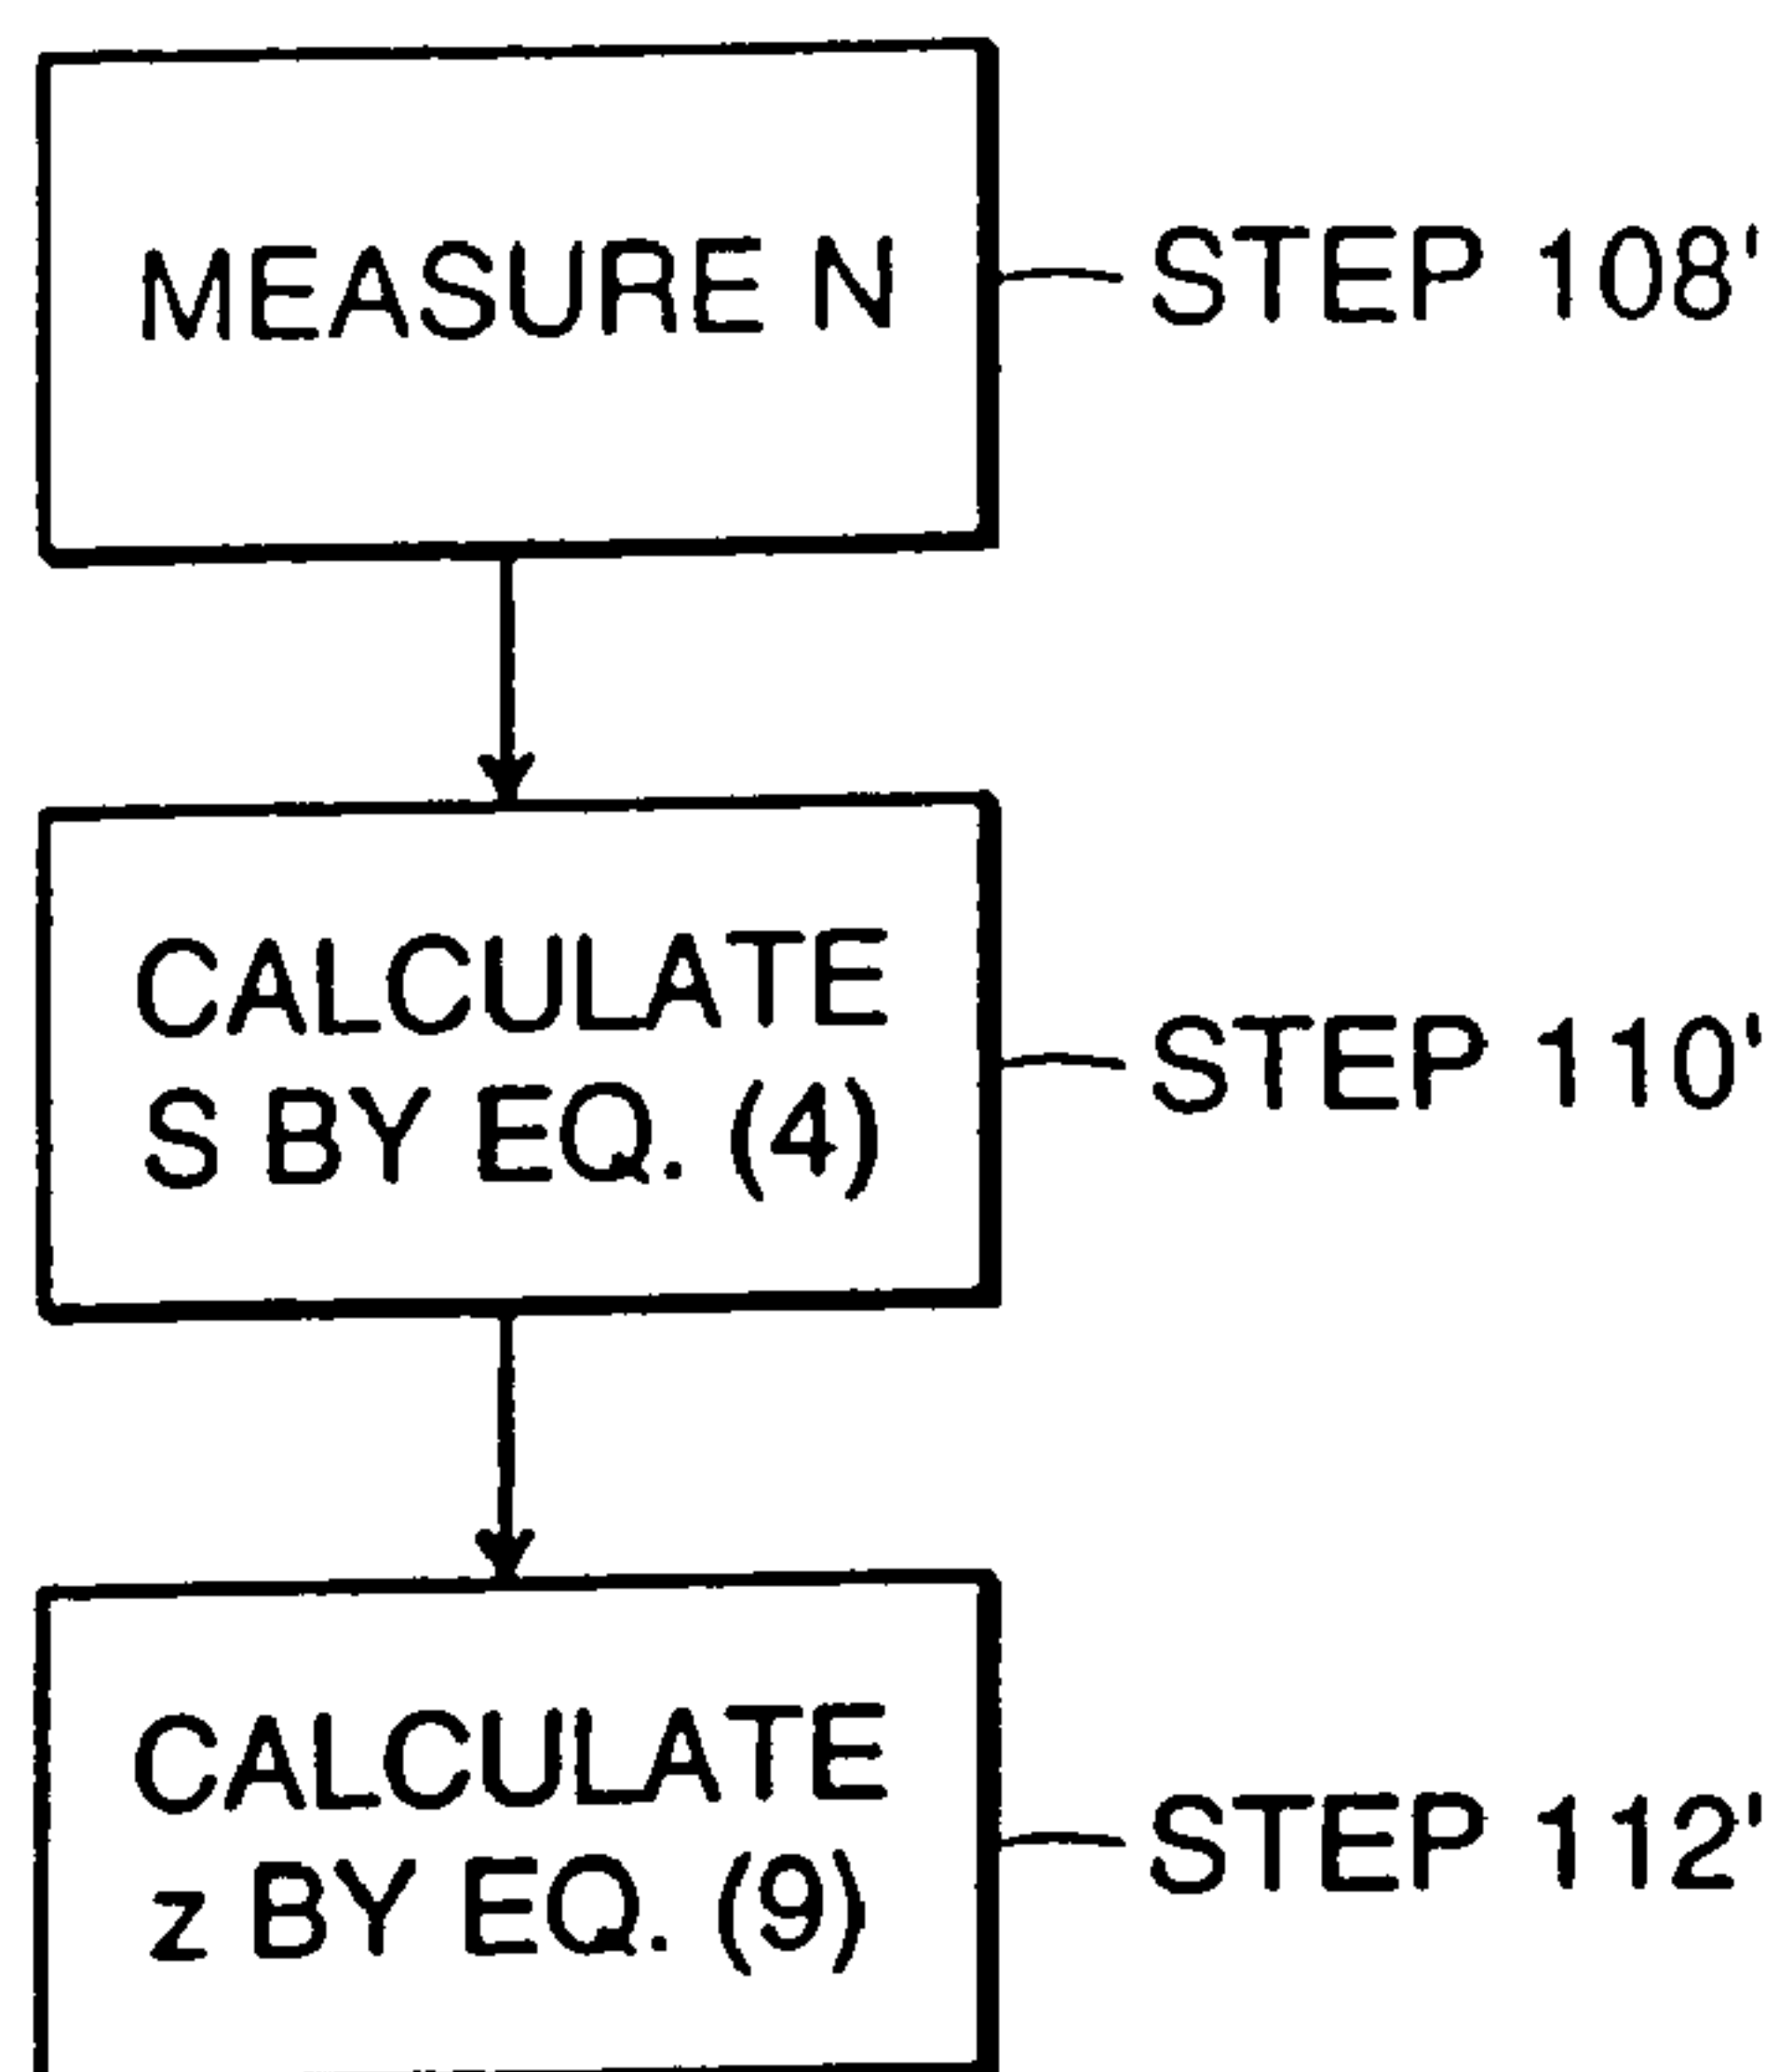 MEASURE N
STEP 108'
CALCULATE
S BY EQ. (4)
STEP 110'
CALCULATE
z BY EQ. (9)
STEP 112'